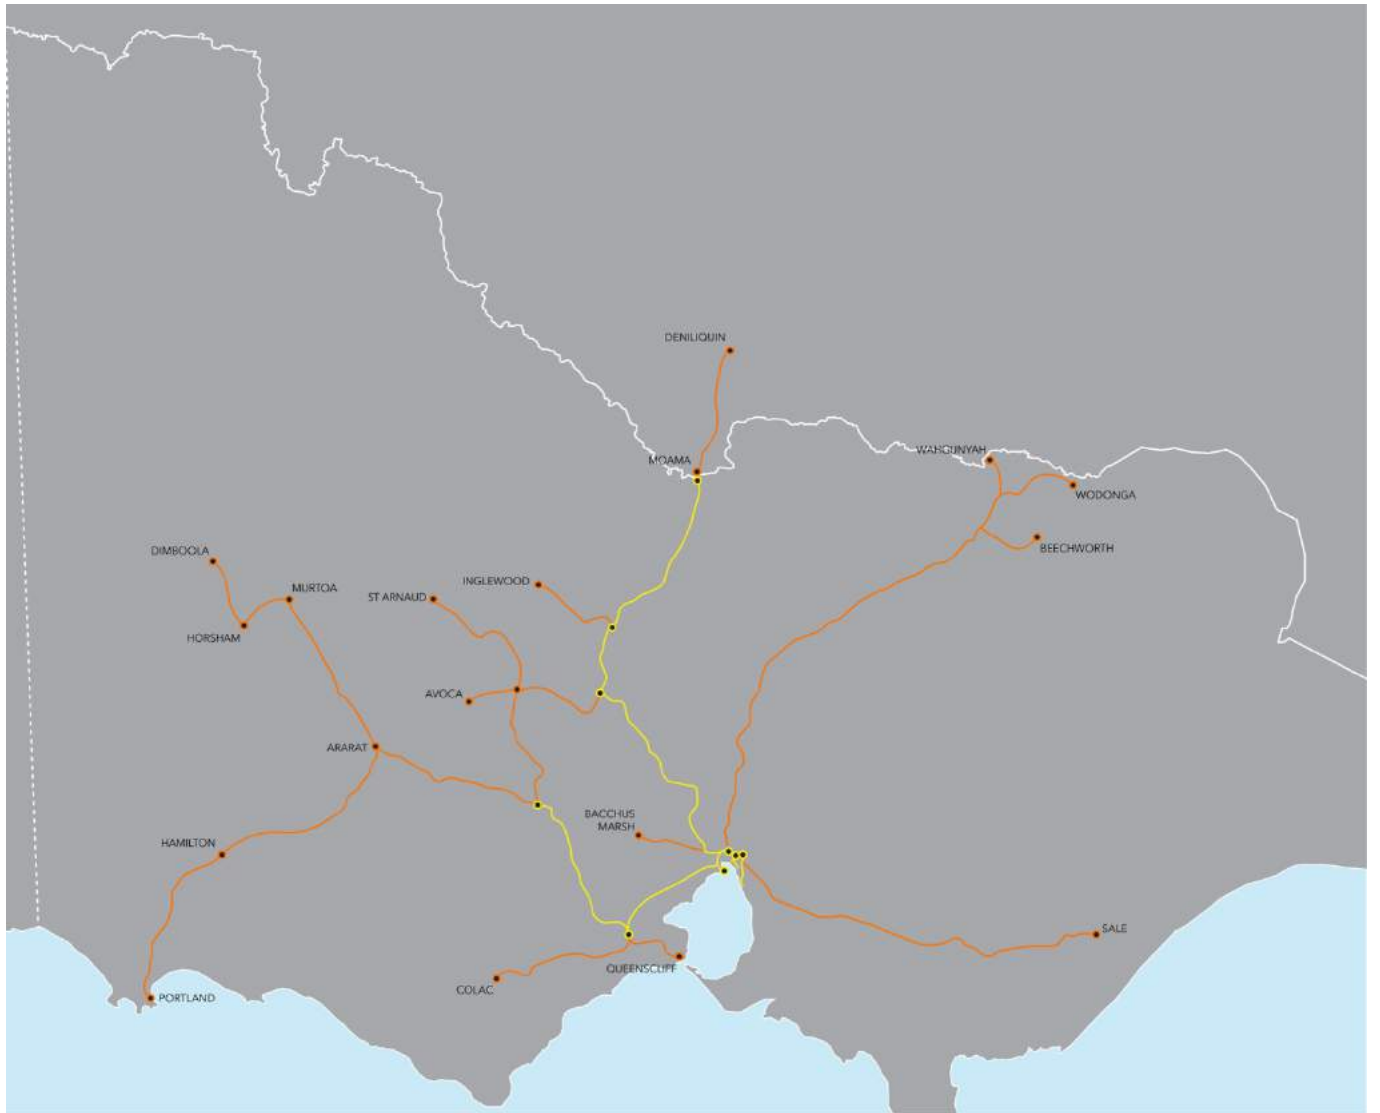 DENILIQUIN
WAHGUNYAH
MOAMA
WODONGA
DIMBOOLA
BEECHWORTH
INGLEWOOD
MURTOA
ST ARNAUD
HORSHAM
AVOCA
ARARAT
BACCHUS
MARSH
HAMILTON
SALE
QUEENSCLIFF
COLAC
PORTLAND